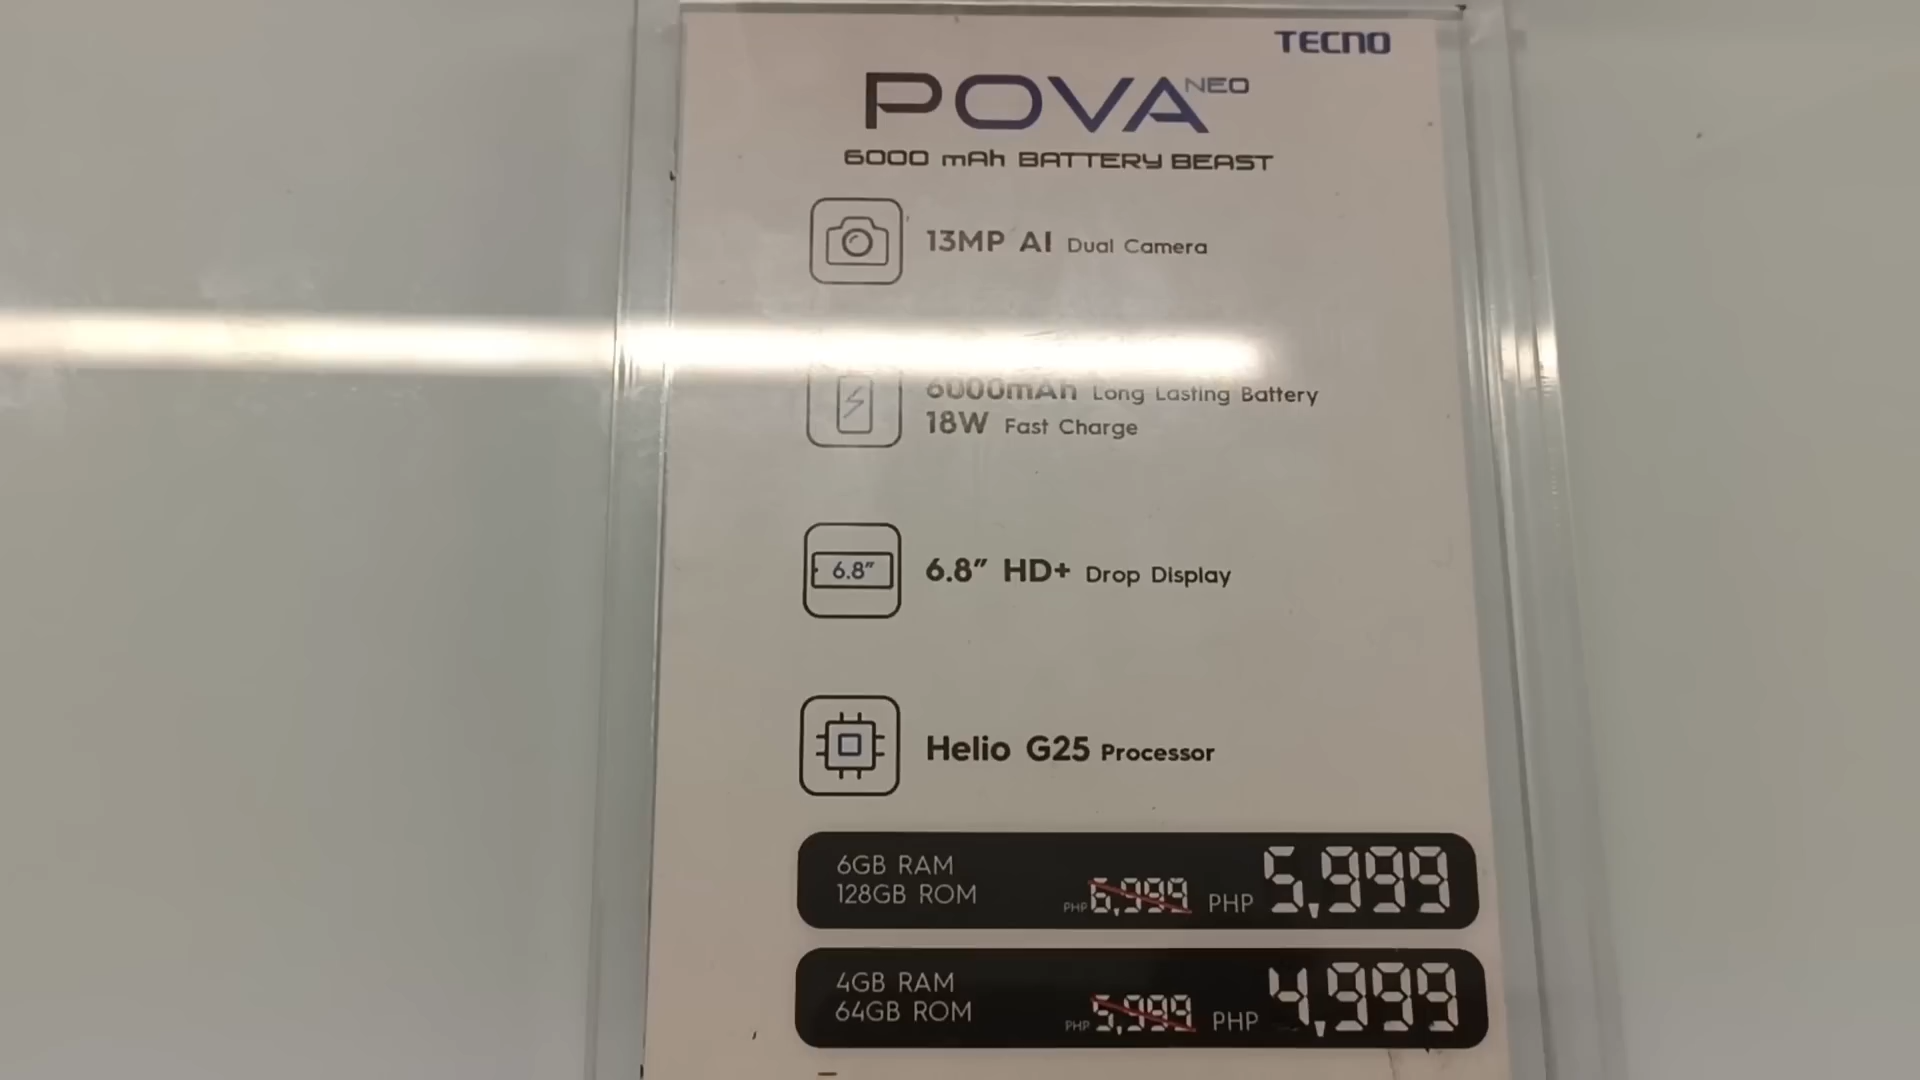 TECNO
POVA NEO
6000 mAh BATTERY BEAST
13MP AI Dual Camera
6000mAh Long Lasting Battery
18W Fast Charge
6.8"
6.8" HD+ Drop Display
Helio G25 Processor
6GB RAM
128GB ROM
PHP 6,999 PHP 5,999
4GB RAM
64GB ROM
PHP 5,999 PHP 4,999